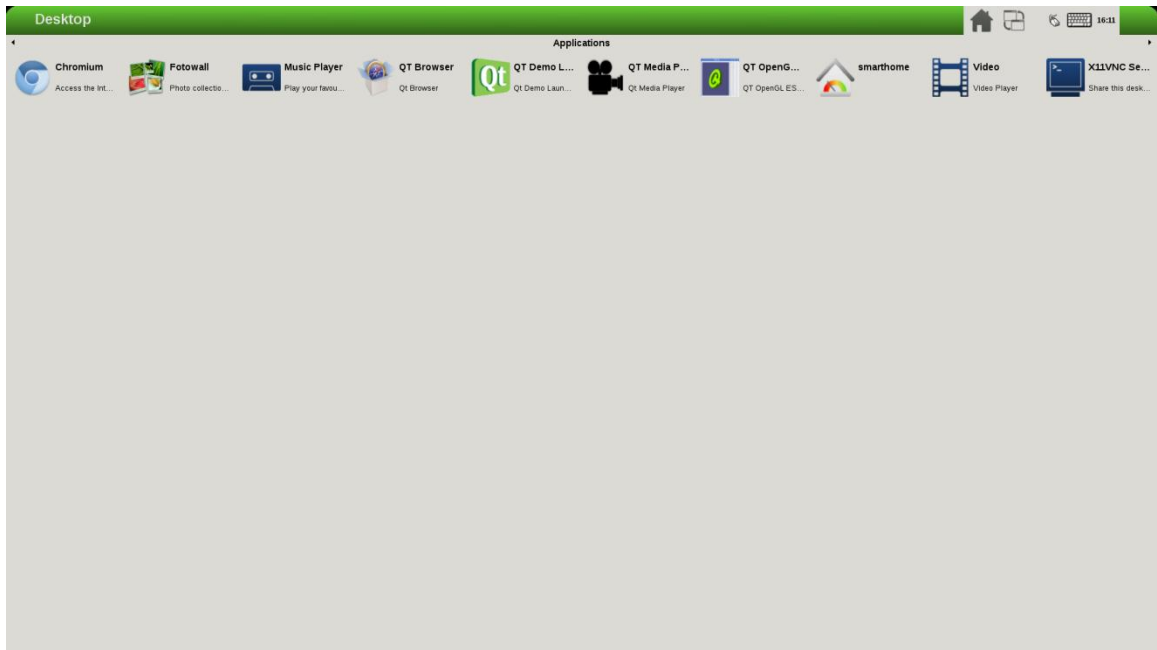 Desktop
16:11
Applications
Chromium
Access the Int...
Fotowall
Photo collectio...
Music Player
Play your favou...
QT Browser
Qt Browser
Qt
QT Demo L...
Qt Demo Laun...
QT Media P...
Qt Media Player
QT OpenG...
QT OpenGL ES...
smarthome
Video
Video Player
>_
X11VNC Se...
Share this desk...